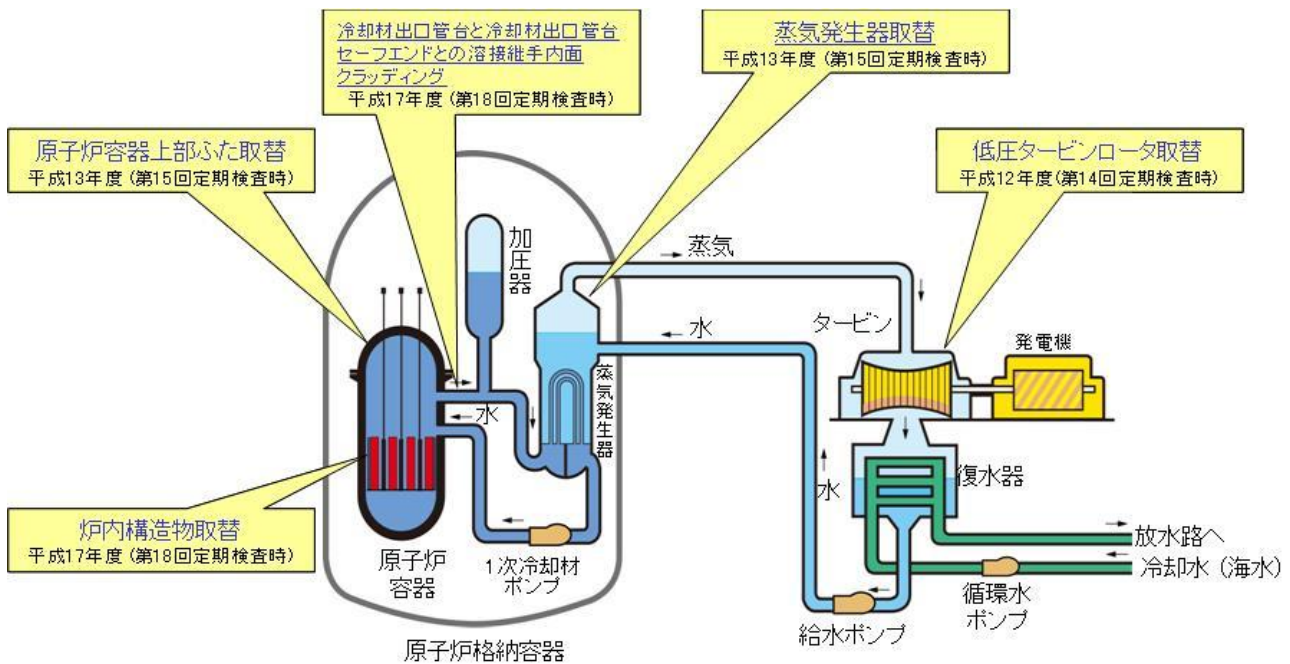 冷却材出口管台と冷却材出口管台
セーフエンドとの溶接継手内面
クラッディング
平成17年度(第18回定期検査時)
蒸気発生器取替
平成13年度(第15回定期検査時)
原子炉容器上部ふた取替
平成13年度(第15回定期検査時)
低圧タービンロータ取替
平成12年度(第14回定期検査時)
加圧器
蒸気
水
タービン
発電機
蒸気発生器
水
復水器
水
炉内構造物取替
平成17年度(第18回定期検査時)
原子炉
容器
1次冷却材
ポンプ
放水路へ
冷却水(海水)
循環水
ポンプ
給水ポンプ
原子炉格納容器